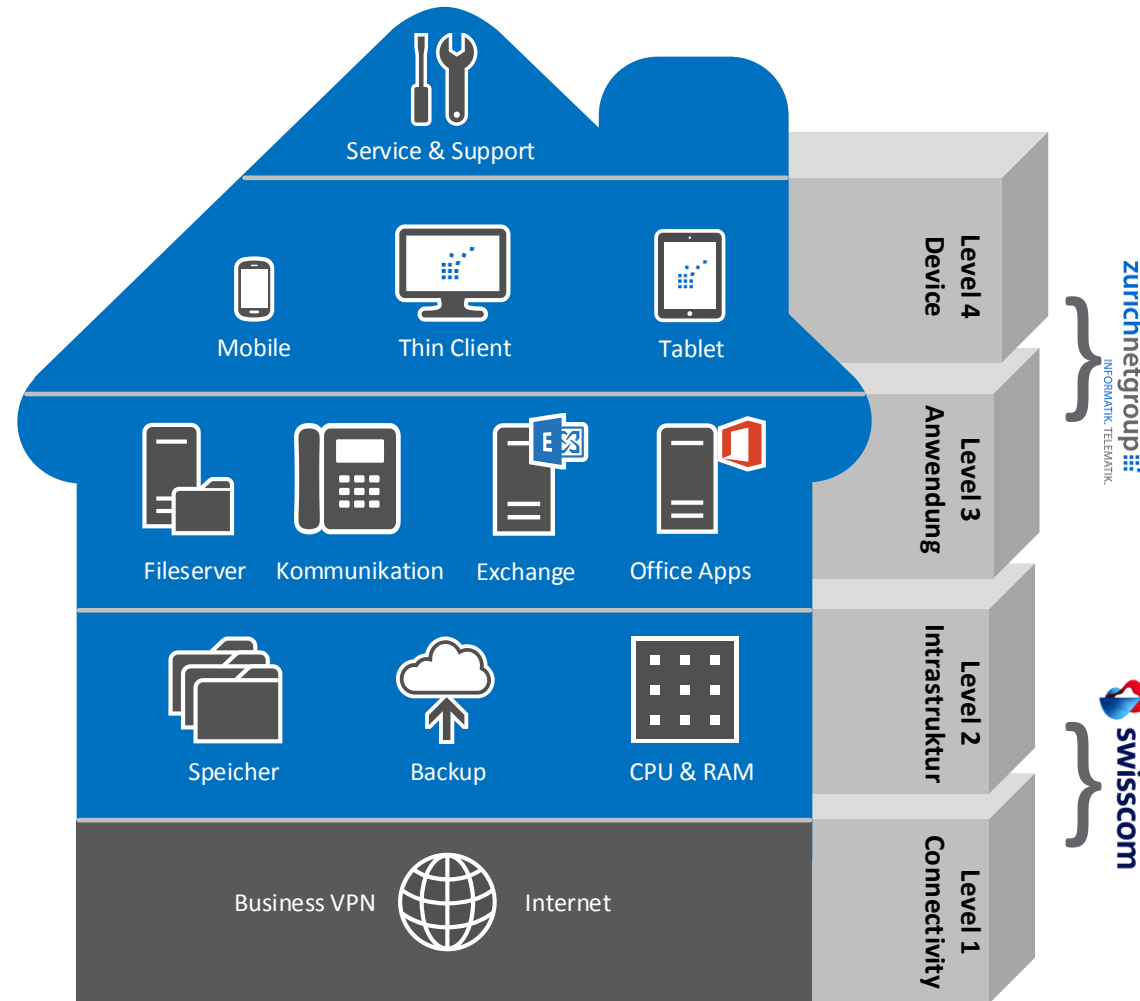 Service & Support
Mobile
Thin Client
Tablet
Level 4
Device
Fileserver
Kommunikation
Exchange
Office Apps
E
Level 3
Anwendung
zurichnetgroup
INFORMATIK. TELEMATIK.
Speicher
Backup
CPU & RAM
Level 2
Intrastruktur
Business VPN
Internet
Level 1
Connectivity
swisscom